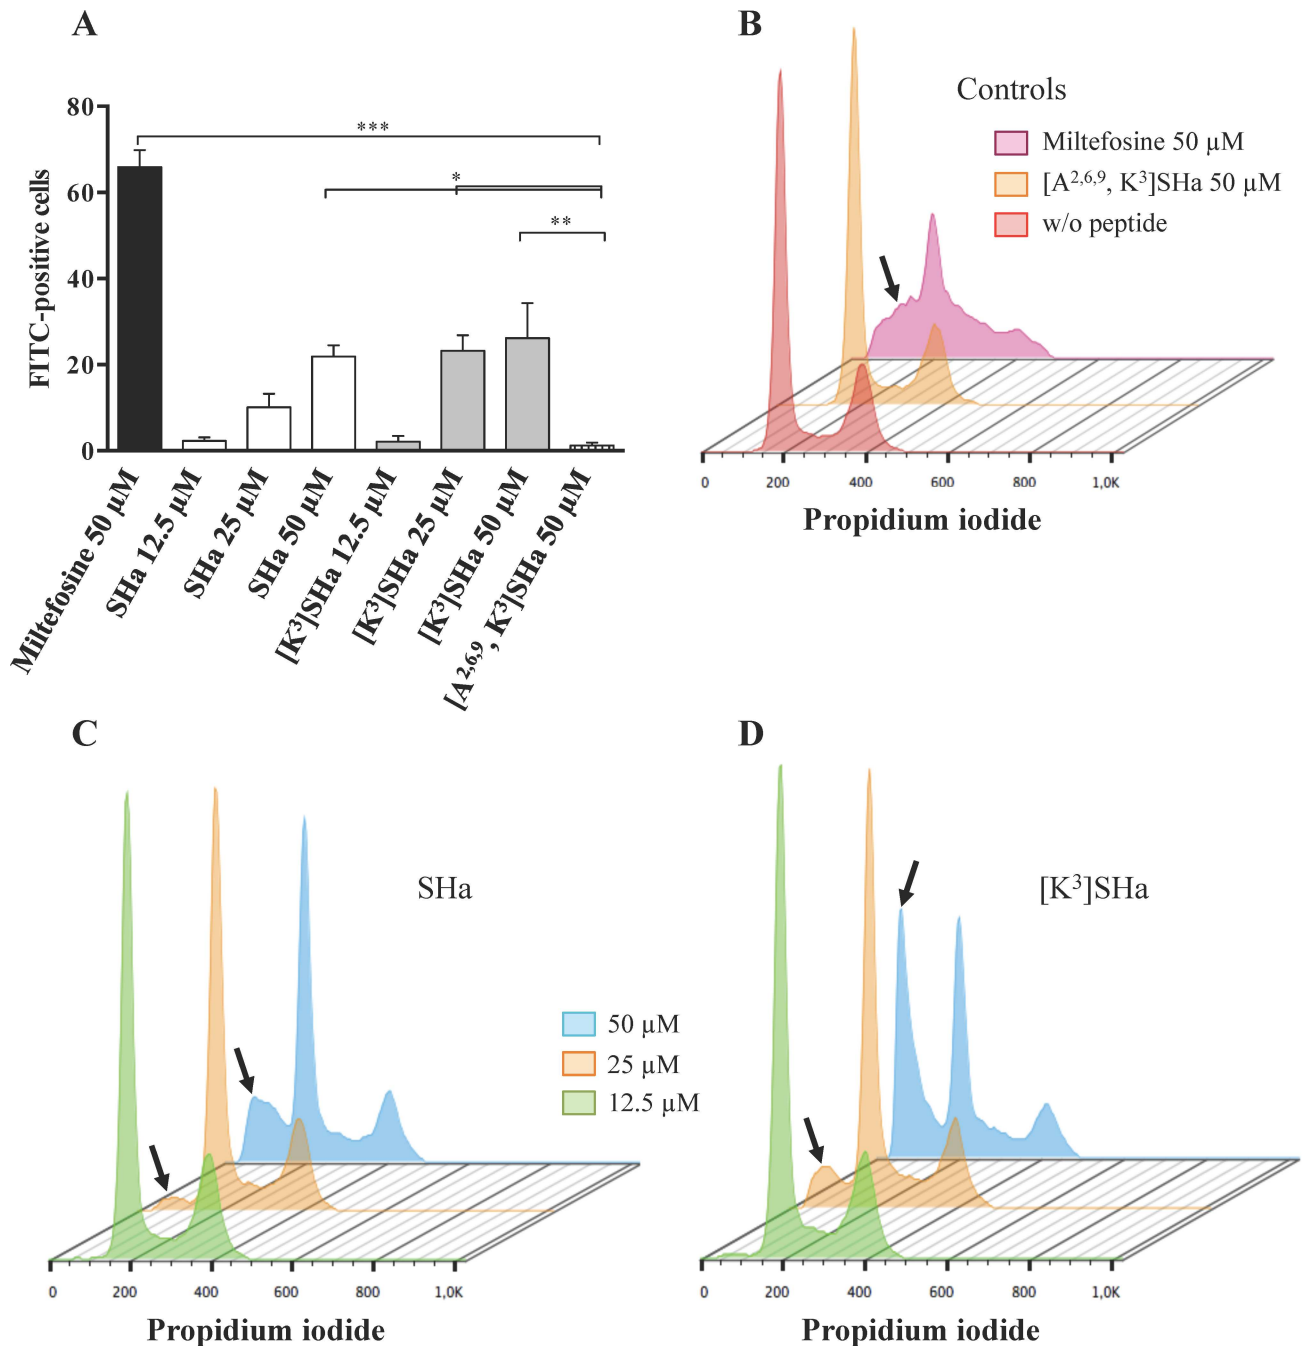 A
FITC-positive cells
80
60
40
20
0
***
*
**
Miltefosine 50 µM
SHa 12.5 µM
SHa 25 µM
SHa 50 µM
[K³]SHa 12.5 µM
[K³]SHa 25 µM
[K³]SHa 50 µM
[A²,⁶,⁹, K³]SHa 50 µM
B
Controls
Miltefosine 50 µM
[A²,⁶,⁹, K³]SHa 50 µM
w/o peptide
0 200 400 600 800 1,0K
Propidium iodide
C
SHa
50 µM
25 µM
12.5 µM
0 200 400 600 800 1,0K
Propidium iodide
D
[K³]SHa
0 200 400 600 800 1,0K
Propidium iodide